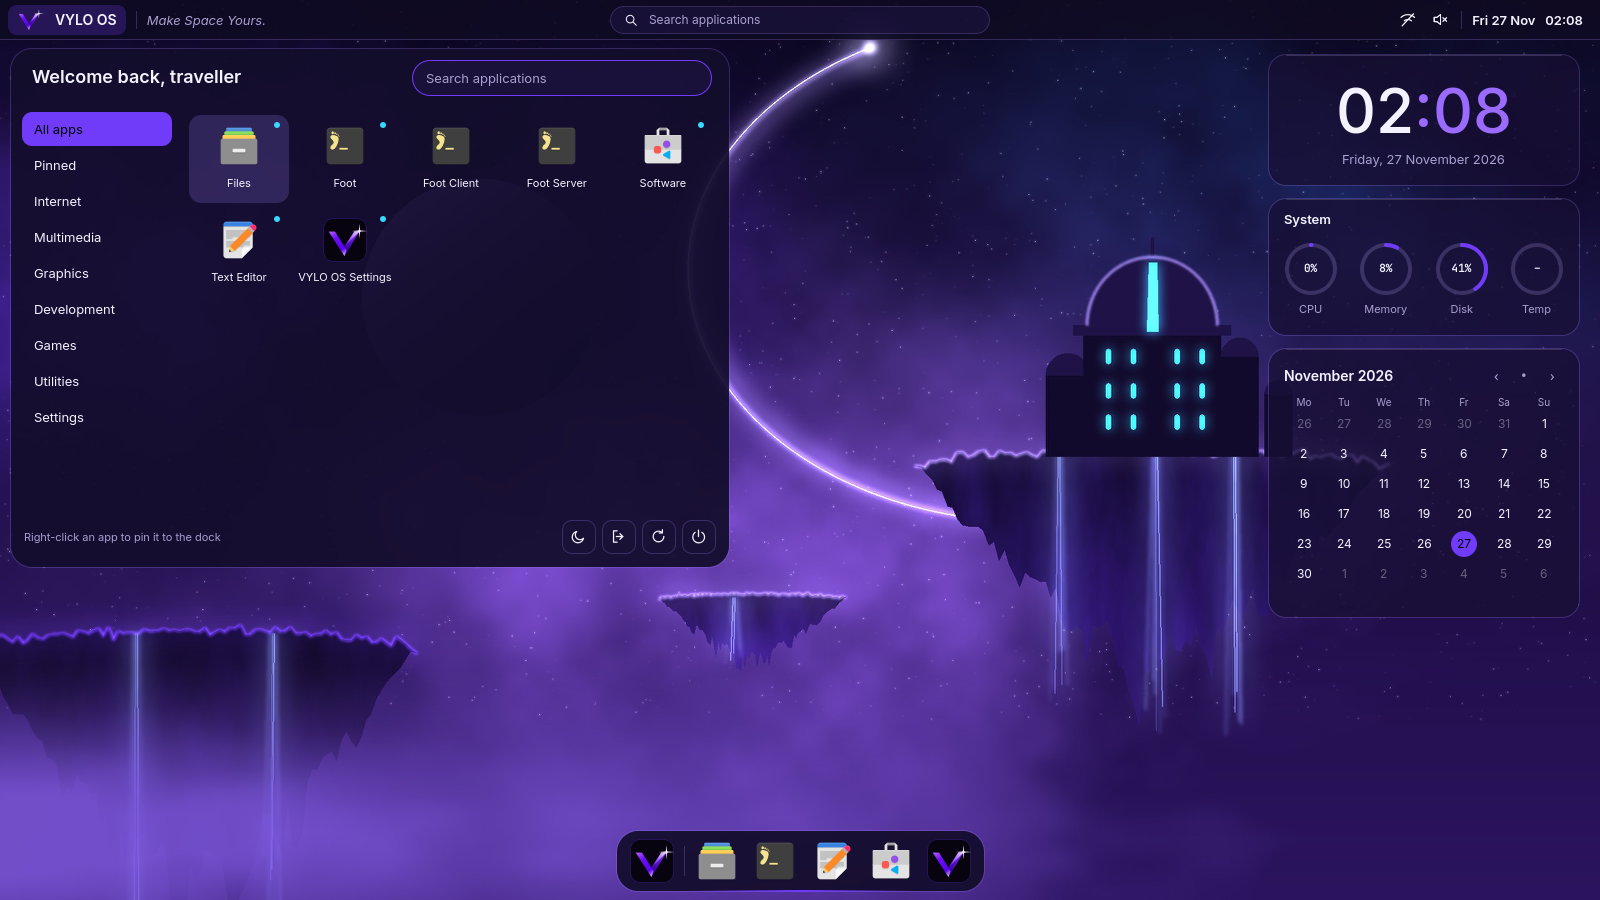 VYLO OS
Make Space Yours.
Search applications
Fri 27 Nov 02:08
Welcome back, traveller
Search applications
All apps
Pinned
Internet
Multimedia
Graphics
Development
Games
Utilities
Settings
Files
Foot
Foot Client
Foot Server
Software
Text Editor
VYLO OS Settings
Right-click an app to pin it to the dock
02:08
Friday, 27 November 2026
System
0% 8% 41% –
CPU Memory Disk Temp
November 2026 ‹ • ›
Mo Tu We Th Fr Sa Su
26 27 28 29 30 31 1
2 3 4 5 6 7 8
9 10 11 12 13 14 15
16 17 18 19 20 21 22
23 24 25 26 27 28 29
30 1 2 3 4 5 6